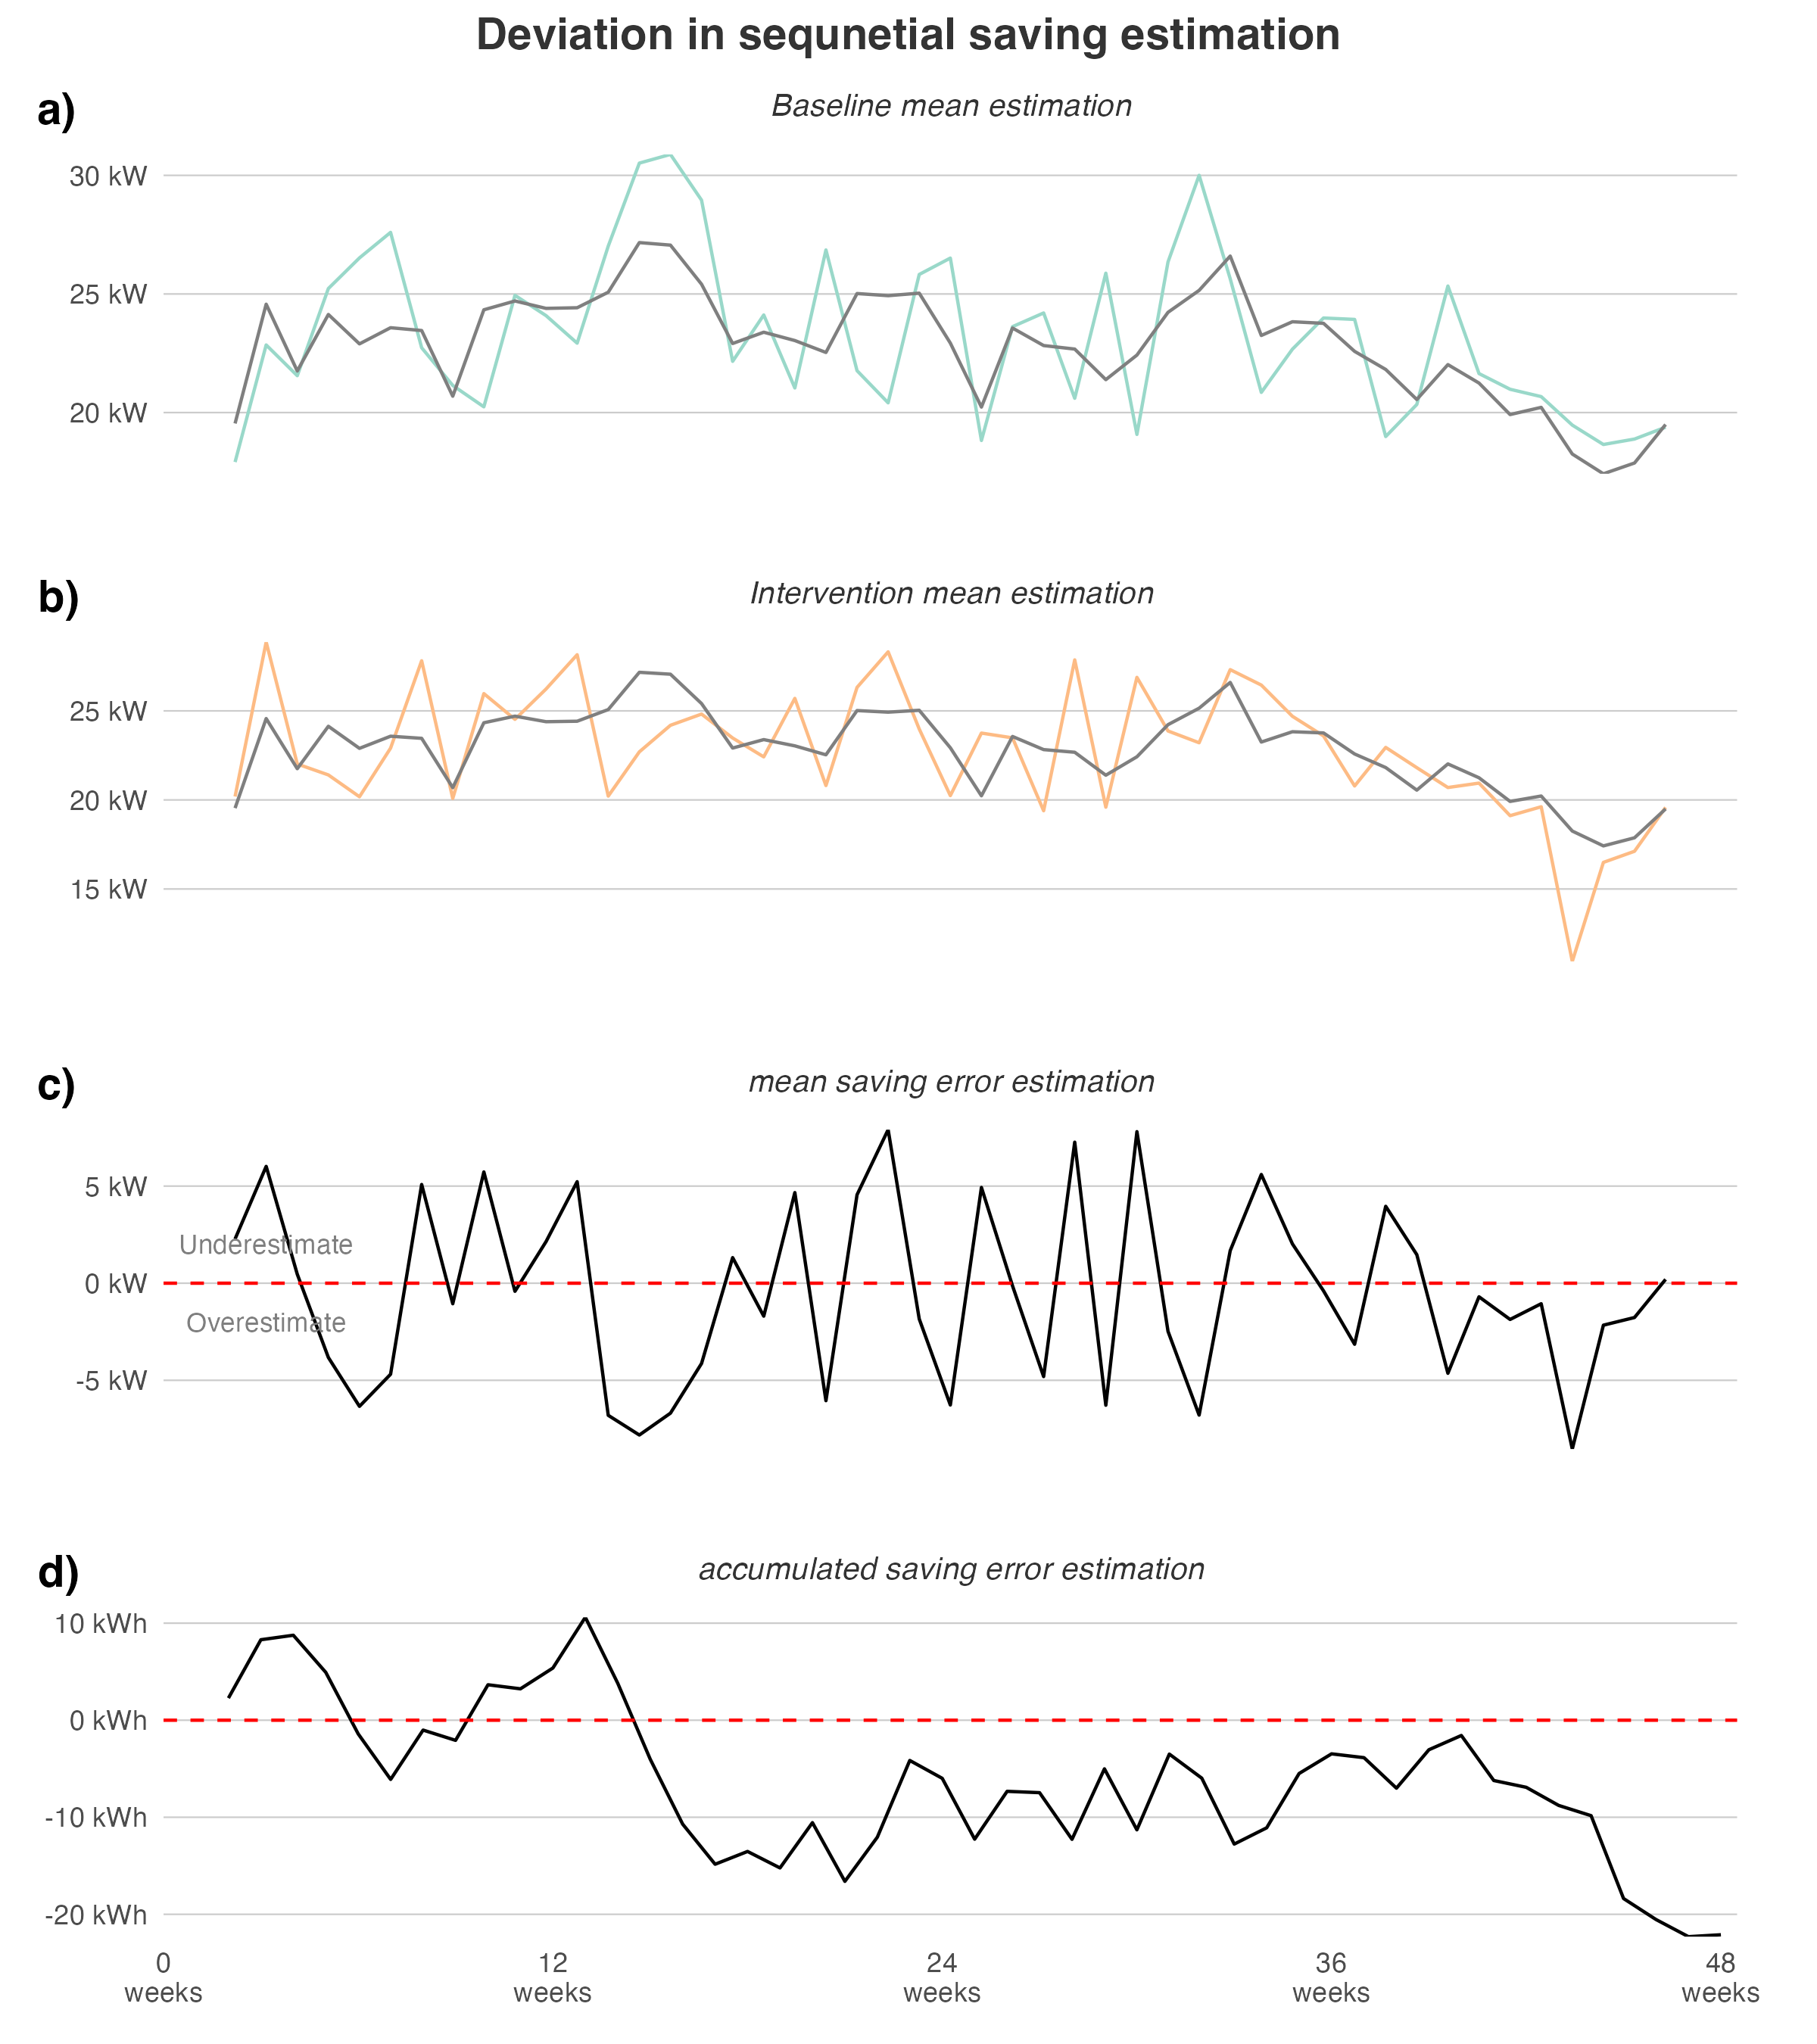 Deviation in sequnetial saving estimation
a)
Baseline mean estimation
30 kW
25 kW
20 kW
b)
Intervention mean estimation
25 kW
20 kW
15 kW
c)
mean saving error estimation
5 kW
Underestimate
0 kW
Overestimate
-5 kW
d)
accumulated saving error estimation
10 kWh
0 kWh
-10 kWh
-20 kWh
0 12 24 36 48
weeks weeks weeks weeks weeks